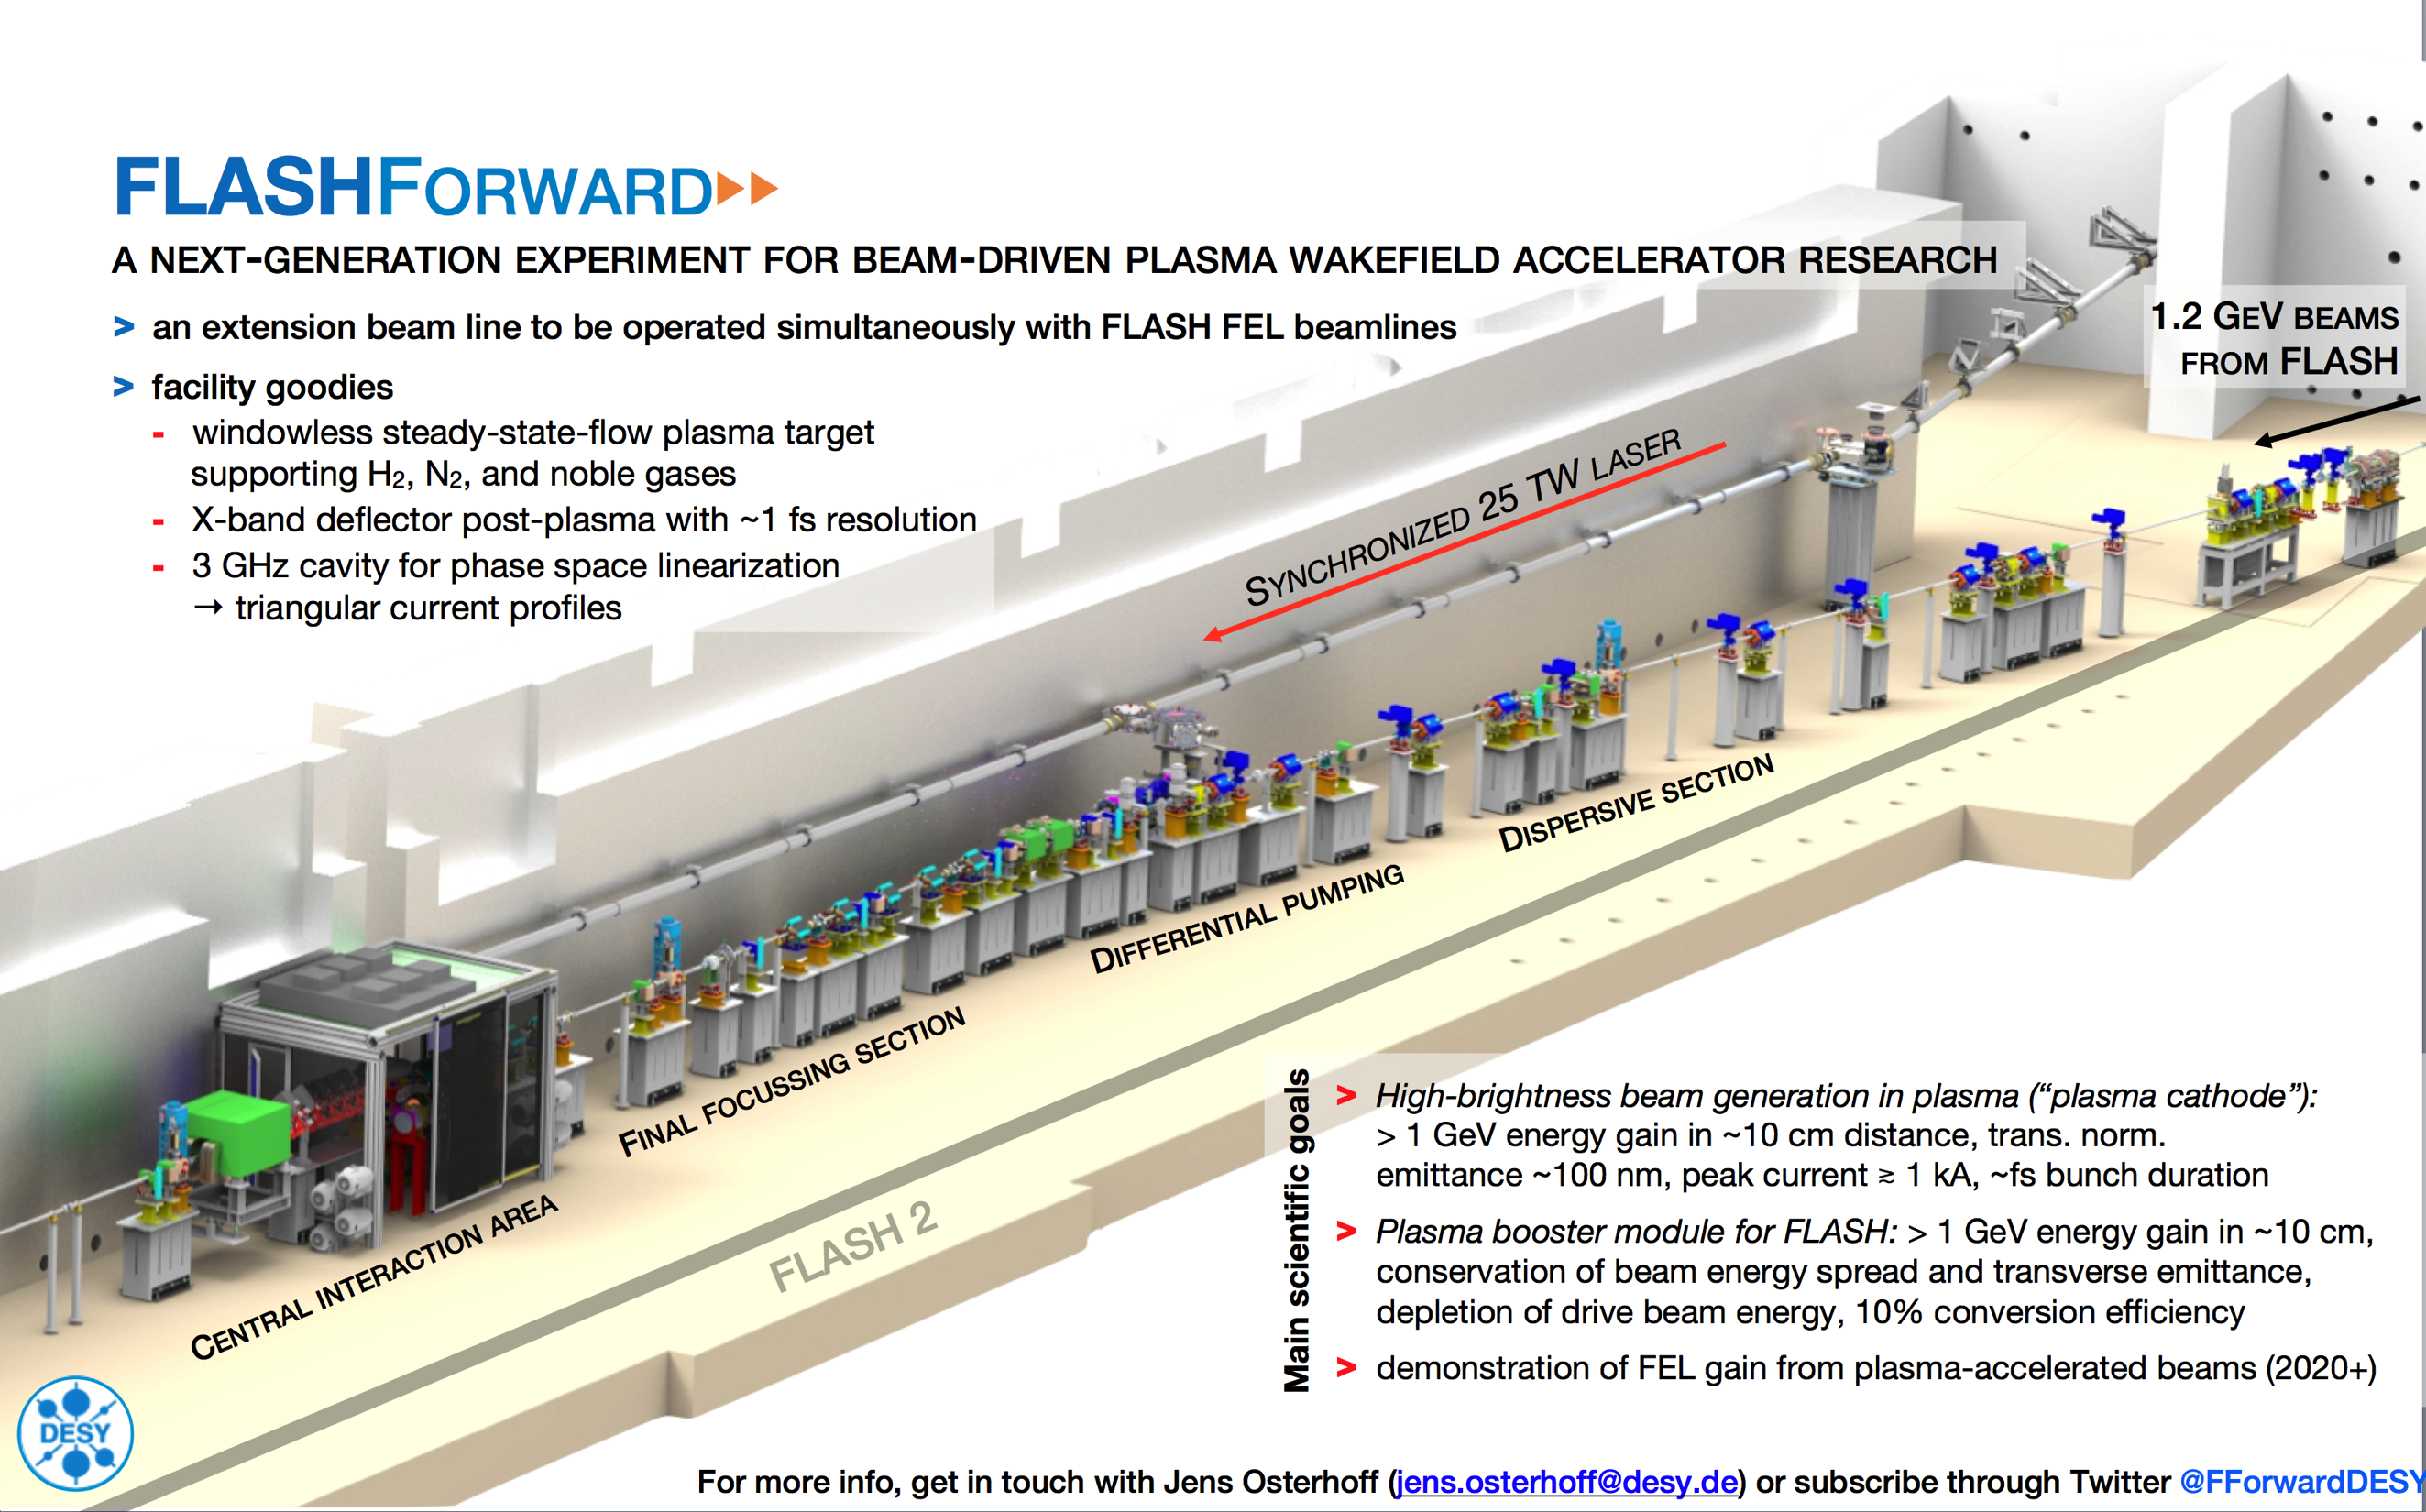 FLASHFORWARD
A NEXT-GENERATION EXPERIMENT FOR BEAM-DRIVEN PLASMA WAKEFIELD ACCELERATOR RESEARCH
> an extension beam line to be operated simultaneously with FLASH FEL beamlines
> facility goodies
- windowless steady-state-flow plasma target
supporting H₂, N₂, and noble gases
- X-band deflector post-plasma with ~1 fs resolution
- 3 GHz cavity for phase space linearization
→ triangular current profiles
1.2 GEV BEAMS
FROM FLASH
SYNCHRONIZED 25 TW LASER
DISPERSIVE SECTION
DIFFERENTIAL PUMPING
FINAL FOCUSSING SECTION
CENTRAL INTERACTION AREA
FLASH 2
Main scientific goals
> High-brightness beam generation in plasma (“plasma cathode”):
> 1 GeV energy gain in ~10 cm distance, trans. norm.
emittance ~100 nm, peak current ≳ 1 kA, ~fs bunch duration
> Plasma booster module for FLASH: > 1 GeV energy gain in ~10 cm,
conservation of beam energy spread and transverse emittance,
depletion of drive beam energy, 10% conversion efficiency
> demonstration of FEL gain from plasma-accelerated beams (2020+)
DESY
For more info, get in touch with Jens Osterhoff (jens.osterhoff@desy.de) or subscribe through Twitter @FForwardDESY